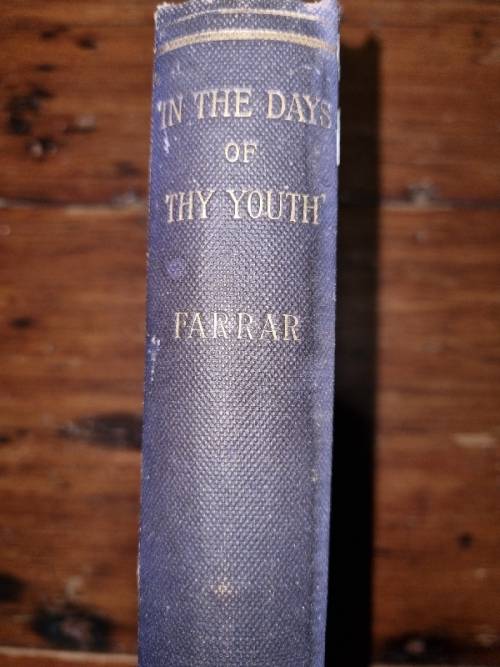 'IN THE DAYS
OF
THY YOUTH'
FARRAR